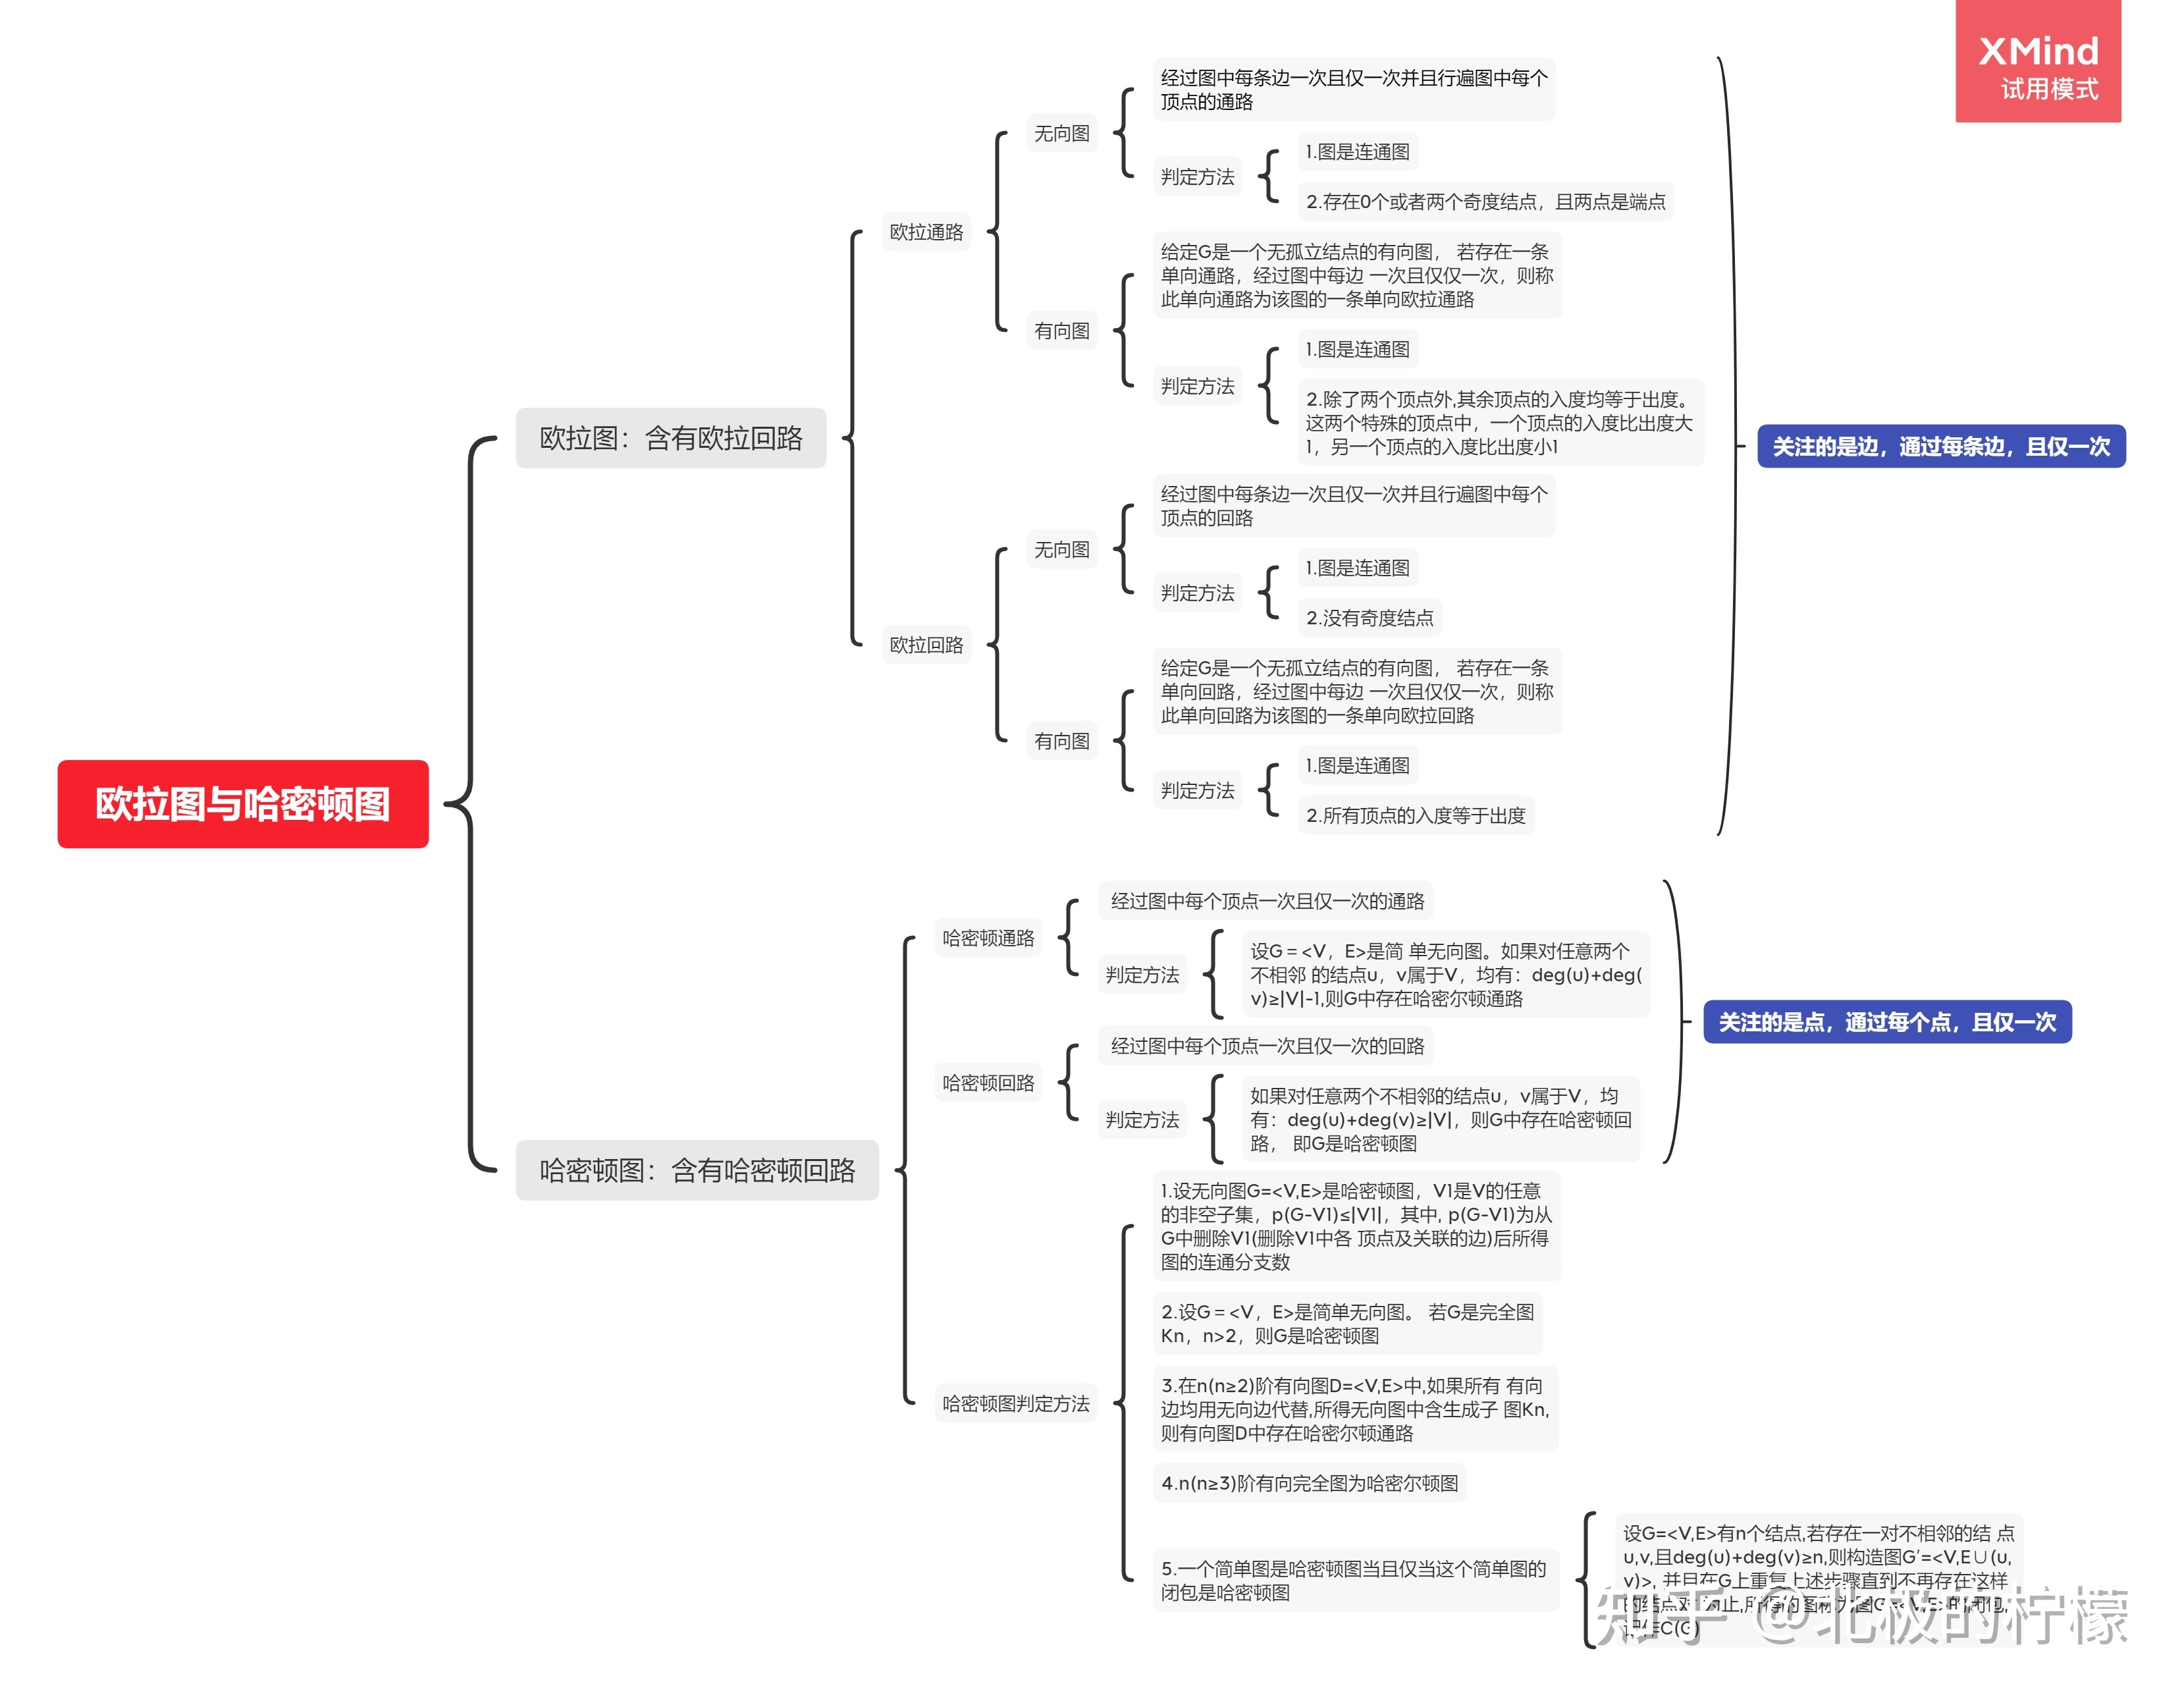 XMind
试用模式
欧拉图与哈密顿图
欧拉图：含有欧拉回路
欧拉通路
无向图
经过图中每条边一次且仅一次并且行遍图中每个
顶点的通路
判定方法
1.图是连通图
2.存在0个或者两个奇度结点，且两点是端点
有向图
给定G是一个无孤立结点的有向图， 若存在一条
单向通路，经过图中每边 一次且仅仅一次，则称
此单向通路为该图的一条单向欧拉通路
判定方法
1.图是连通图
2.除了两个顶点外,其余顶点的入度均等于出度。
这两个特殊的顶点中，一个顶点的入度比出度大
1，另一个顶点的入度比出度小1
欧拉回路
无向图
经过图中每条边一次且仅一次并且行遍图中每个
顶点的回路
判定方法
1.图是连通图
2.没有奇度结点
有向图
给定G是一个无孤立结点的有向图， 若存在一条
单向回路，经过图中每边 一次且仅仅一次，则称
此单向回路为该图的一条单向欧拉回路
判定方法
1.图是连通图
2.所有顶点的入度等于出度
关注的是边，通过每条边，且仅一次
哈密顿图：含有哈密顿回路
哈密顿通路
经过图中每个顶点一次且仅一次的通路
判定方法
设G＝<V，E>是简 单无向图。如果对任意两个
不相邻 的结点u，v属于V，均有：deg(u)+deg(
v)≥|V|-1,则G中存在哈密尔顿通路
哈密顿回路
经过图中每个顶点一次且仅一次的回路
判定方法
如果对任意两个不相邻的结点u，v属于V，均
有：deg(u)+deg(v)≥|V|，则G中存在哈密顿回
路， 即G是哈密顿图
关注的是点，通过每个点，且仅一次
哈密顿图判定方法
1.设无向图G=<V,E>是哈密顿图，V1是V的任意
的非空子集，p(G-V1)≤|V1|，其中, p(G-V1)为从
G中删除V1(删除V1中各 顶点及关联的边)后所得
图的连通分支数
2.设G＝<V，E>是简单无向图。 若G是完全图
Kn，n>2，则G是哈密顿图
3.在n(n≥2)阶有向图D=<V,E>中,如果所有 有向
边均用无向边代替,所得无向图中含生成子 图Kn,
则有向图D中存在哈密尔顿通路
4.n(n≥3)阶有向完全图为哈密尔顿图
5.一个简单图是哈密顿图当且仅当这个简单图的
闭包是哈密顿图
设G=<V,E>有n个结点,若存在一对不相邻的结 点
u,v,且deg(u)+deg(v)≥n,则构造图G′=<V,E∪(u,
v)>, 并且在G上重复上述步骤直到不再存在这样
的结点对为止,所得的图称为图G=<V,E>的闭包,
记作C(G)
知乎 @北极的柠檬